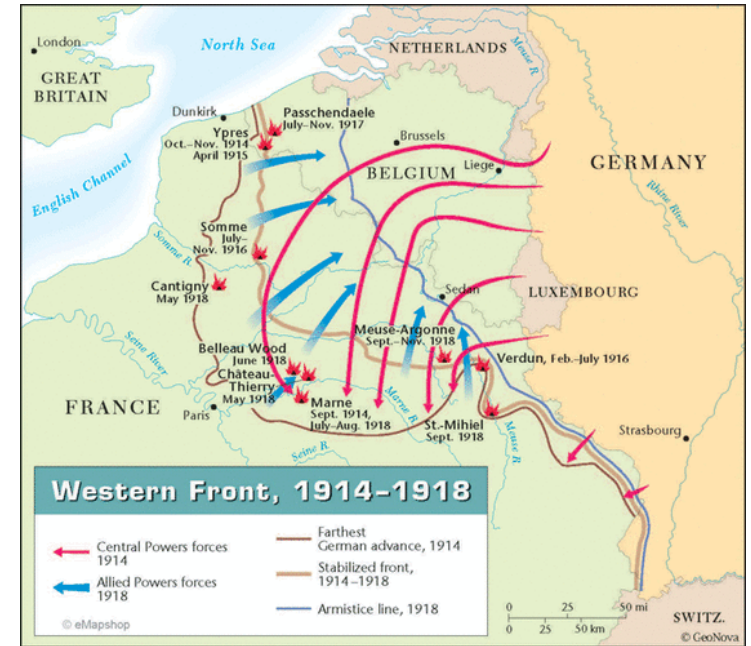 London
GREAT
BRITAIN
North Sea
NETHERLANDS
Meuse R.
Dunkirk
Passchendaele
July–Nov. 1917
Ypres
Oct.–Nov. 1914
April 1915
Brussels
BELGIUM
Liege
GERMANY
Rhine River
English Channel
Somme
July–
Nov. 1916
Somme R.
Cantigny
May 1918
Sedan
LUXEMBOURG
Meuse-Argonne
Sept.–Nov. 1918
Verdun, Feb.–July 1916
Seine River
Belleau Wood
June 1918
Château-
Thierry
May 1918
FRANCE
Paris
Marne
Sept. 1914,
July–Aug. 1918
Marne R.
St.-Mihiel
Sept. 1918
Meuse R.
Strasbourg
Seine R.
Western Front, 1914–1918
Central Powers forces
1914
Allied Powers forces
1918
Farthest
German advance, 1914
Stabilized front,
1914–1918
Armistice line, 1918
© eMapshop
0 25 50 mi
0 25 50 km
SWITZ.
© GeoNova